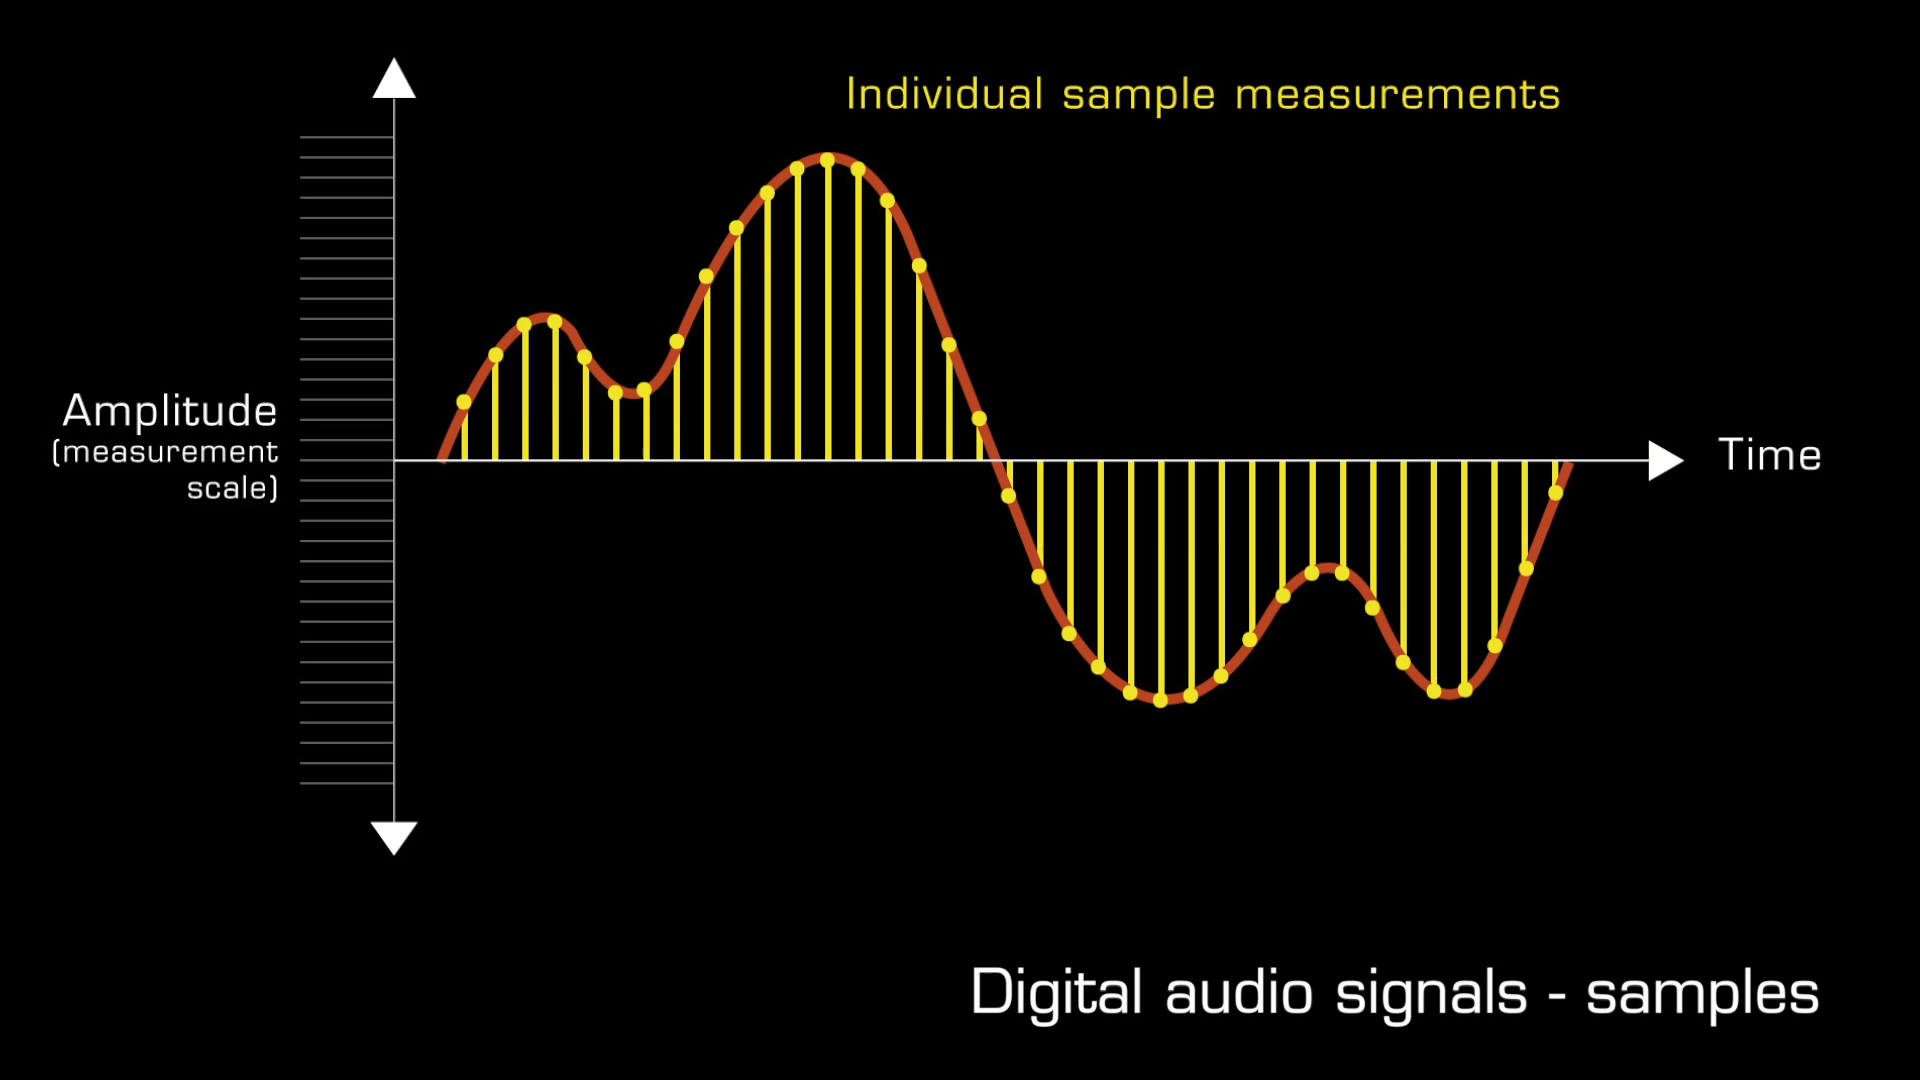 Individual sample measurements
Amplitude
(measurement
scale)
Time
Digital audio signals - samples